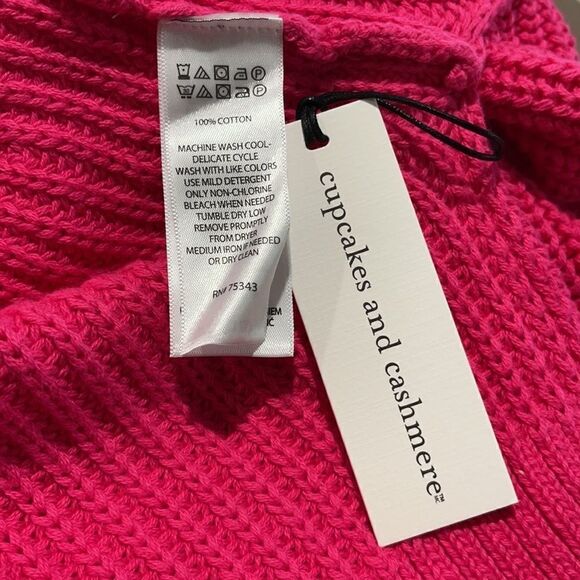 100% COTTON
MACHINE WASH COOL-
DELICATE CYCLE
WASH WITH LIKE COLORS
USE MILD DETERGENT
ONLY NON-CHLORINE
BLEACH WHEN NEEDED
TUMBLE DRY LOW
REMOVE PROMPTLY
FROM DRYER
MEDIUM IRON IF NEEDED
OR DRY CLEAN
RN# 75343
cupcakes and cashmere™